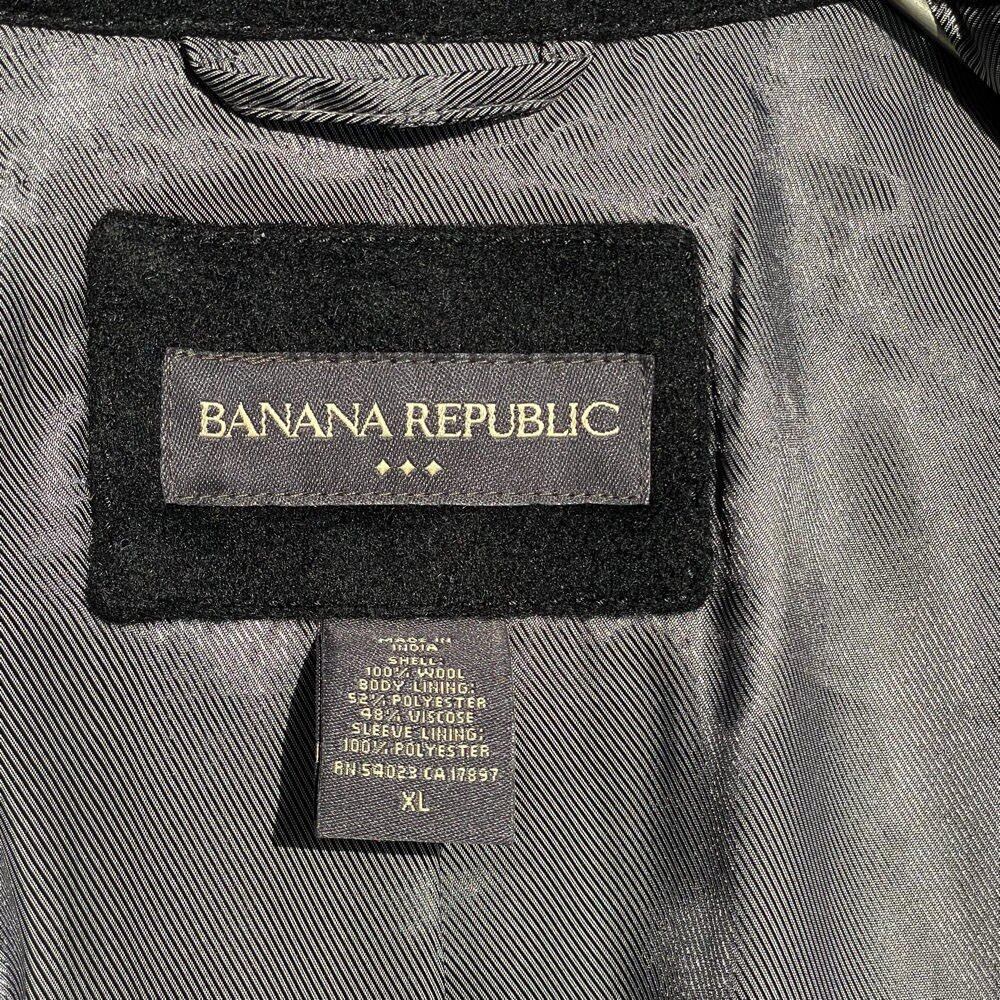 BANANA REPUBLIC
MADE IN
INDIA
SHELL:
100% WOOL
BODY LINING:
52% POLYESTER
48% VISCOSE
SLEEVE LINING:
100% POLYESTER
RN 54023 CA 17897
XL